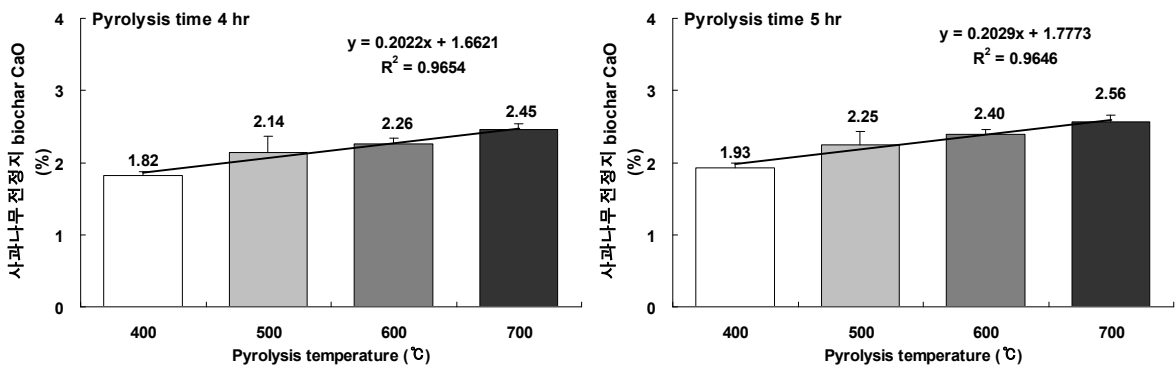 Pyrolysis time 4 hr
y = 0.2022x + 1.6621
R² = 0.9654
4
3
2
1
0
사과나무 전정지 biochar CaO
(%)
1.82
2.14
2.26
2.45
400
500
600
700
Pyrolysis temperature (℃)
Pyrolysis time 5 hr
y = 0.2029x + 1.7773
R² = 0.9646
4
3
2
1
0
사과나무 전정지 biochar CaO
(%)
1.93
2.25
2.40
2.56
400
500
600
700
Pyrolysis temperature (℃)